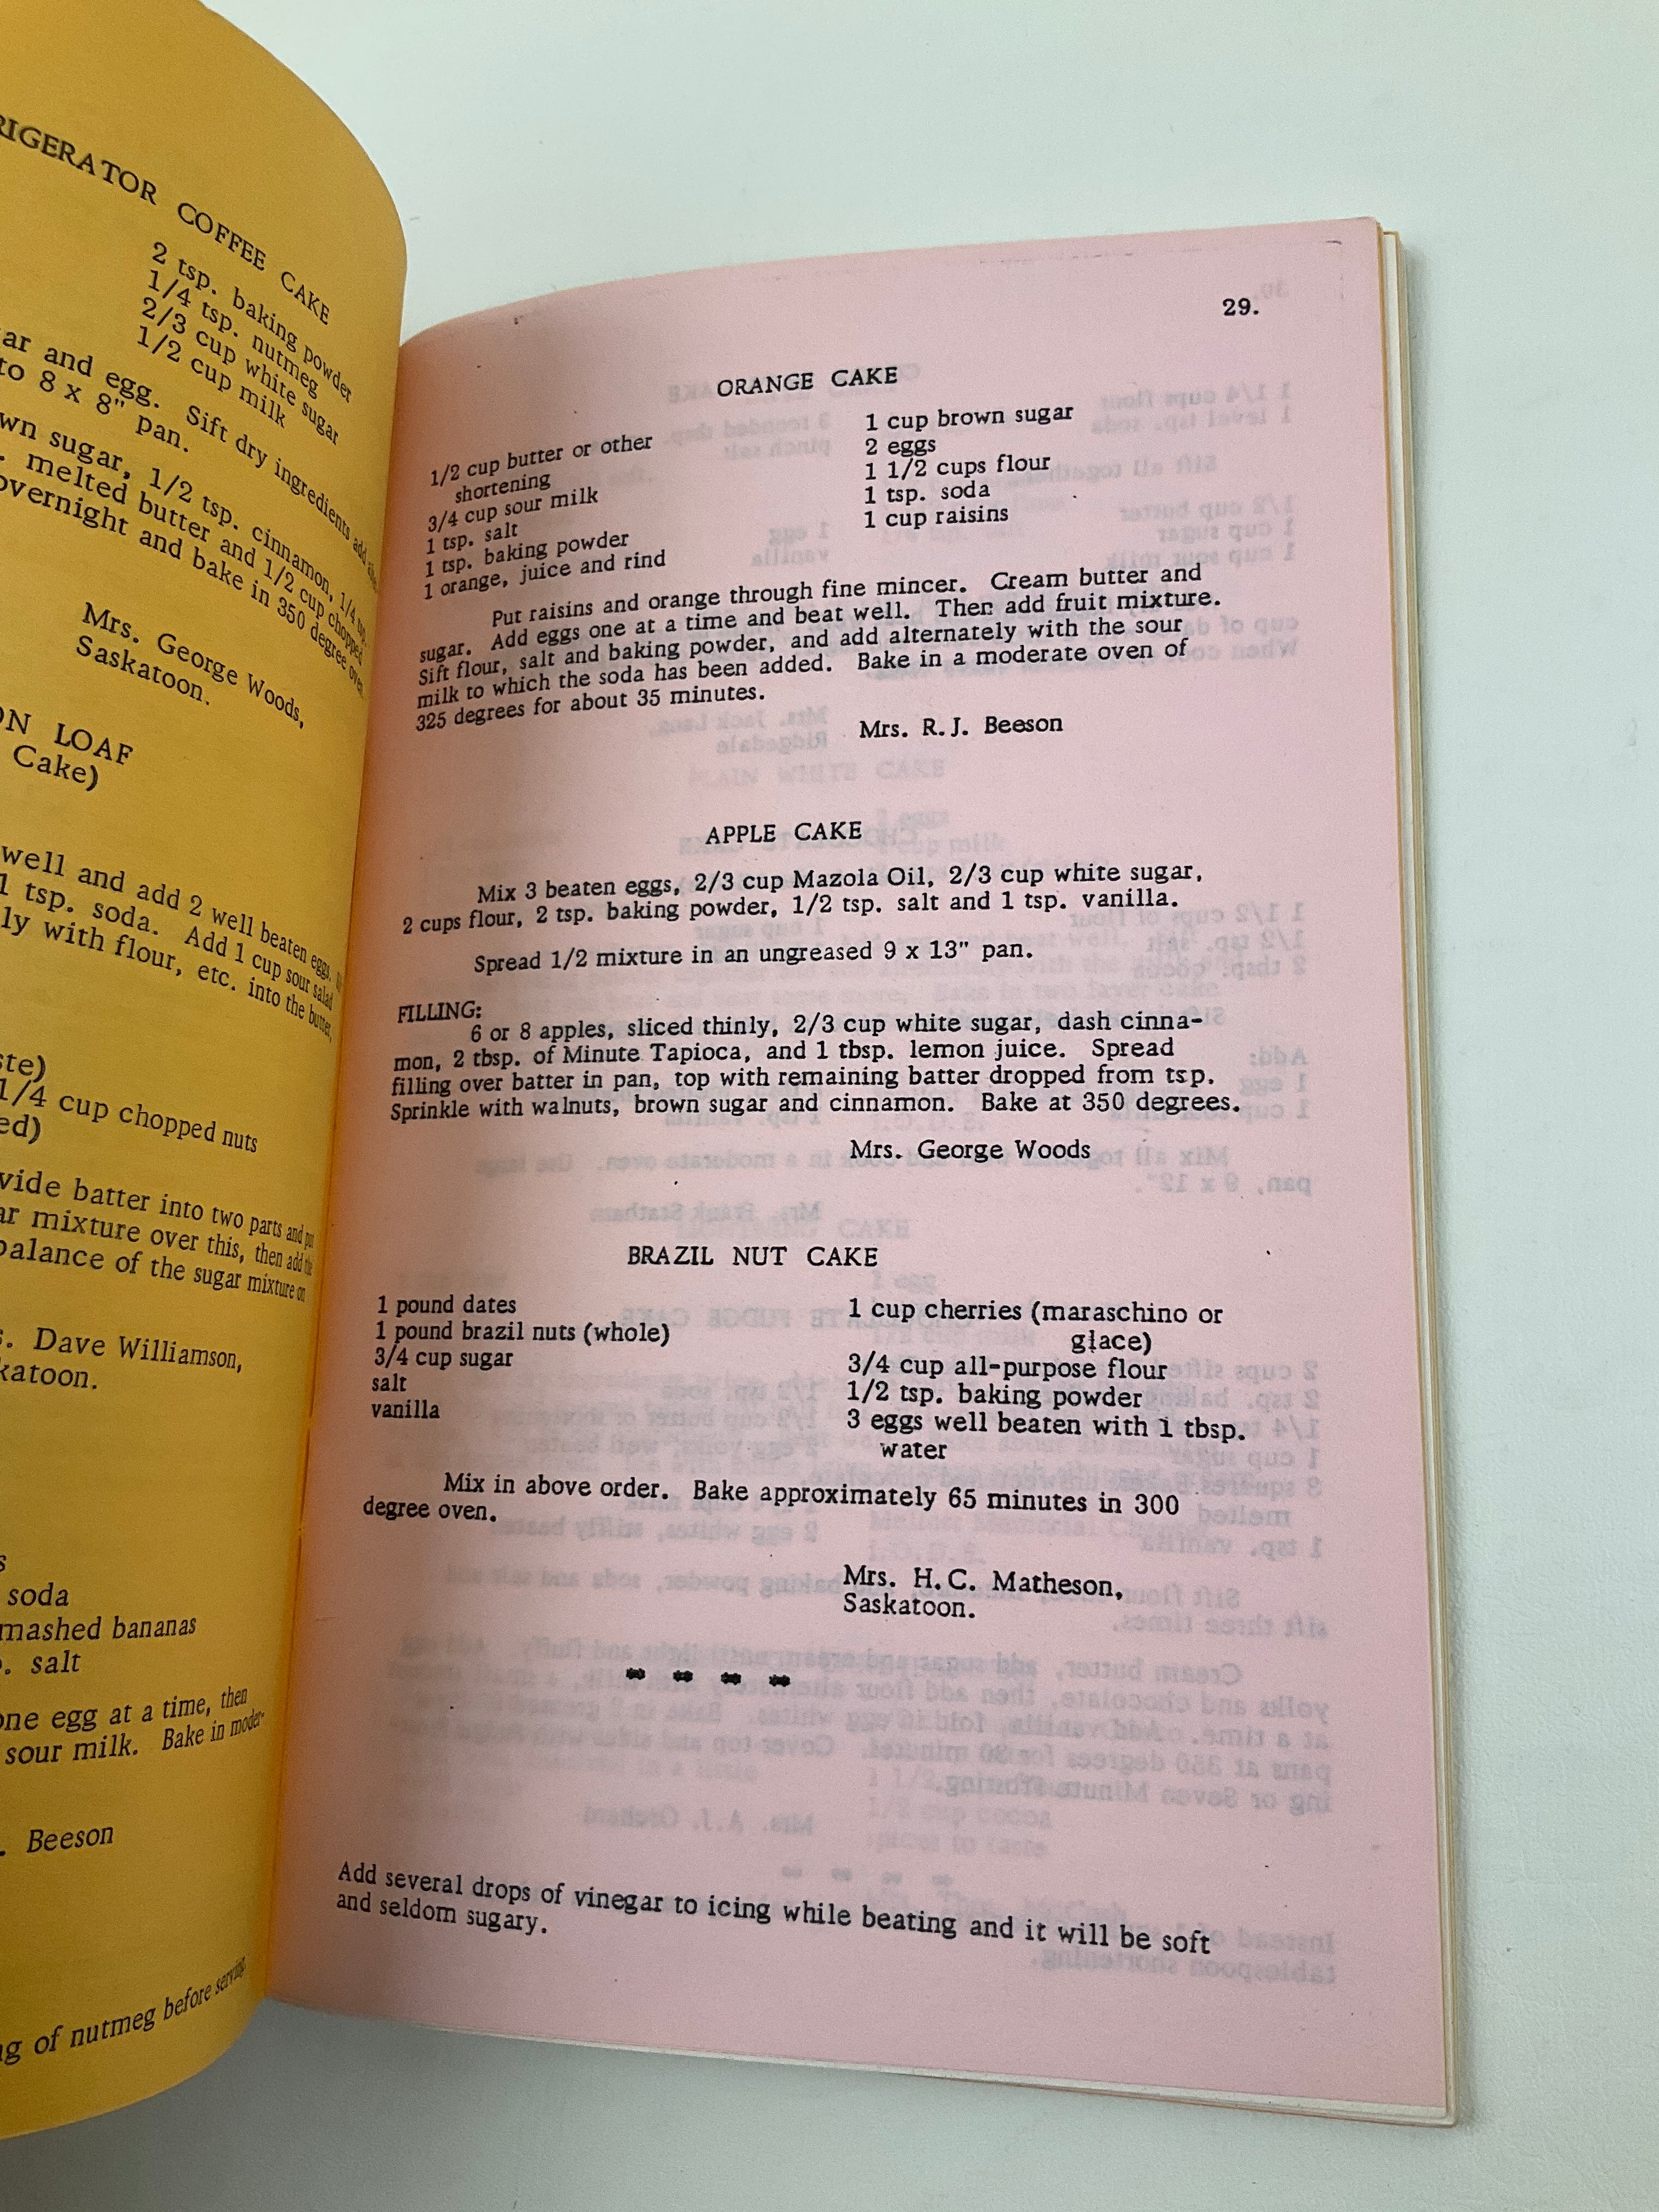 RIGERATOR COFFEE CAKE
2 tsp. baking powder
1/4 tsp. nutmeg
2/3 cup white sugar
1/2 cup milk
ar and egg. Sift dry ingredients add
to 8 x 8" pan.
wn sugar, 1/2 tsp. cinnamon, 1/4 tsp.
melted butter and 1/2 cup chopped
overnight and bake in 350 degree oven
Mrs. George Woods,
Saskatoon.
ON LOAF
Cake)
well and add 2 well beaten eggs.
1 tsp. soda. Add 1 cup sour salad
ly with flour, etc. into the butter,
ste)
1/4 cup chopped nuts
ed)
vide batter into two parts and put
ar mixture over this, then add the
balance of the sugar mixture on
s. Dave Williamson,
katoon.
s
soda
mashed bananas
. salt
one egg at a time, then
sour milk. Bake in moder-
. Beeson
ng of nutmeg before serving.
29.
ORANGE CAKE
1/2 cup butter or other
shortening
3/4 cup sour milk
1 tsp. salt
1 tsp. baking powder
1 orange, juice and rind
1 cup brown sugar
2 eggs
1 1/2 cups flour
1 tsp. soda
1 cup raisins
Put raisins and orange through fine mincer. Cream butter and
sugar. Add eggs one at a time and beat well. Then add fruit mixture.
Sift flour, salt and baking powder, and add alternately with the sour
milk to which the soda has been added. Bake in a moderate oven of
325 degrees for about 35 minutes.
Mrs. R.J. Beeson
APPLE CAKE
Mix 3 beaten eggs, 2/3 cup Mazola Oil, 2/3 cup white sugar,
2 cups flour, 2 tsp. baking powder, 1/2 tsp. salt and 1 tsp. vanilla.
Spread 1/2 mixture in an ungreased 9 x 13" pan.
FILLING:
6 or 8 apples, sliced thinly, 2/3 cup white sugar, dash cinna-
mon, 2 tbsp. of Minute Tapioca, and 1 tbsp. lemon juice. Spread
filling over batter in pan, top with remaining batter dropped from tsp.
Sprinkle with walnuts, brown sugar and cinnamon. Bake at 350 degrees.
Mrs. George Woods
BRAZIL NUT CAKE
1 pound dates
1 pound brazil nuts (whole)
3/4 cup sugar
salt
vanilla
1 cup cherries (maraschino or
glace)
3/4 cup all-purpose flour
1/2 tsp. baking powder
3 eggs well beaten with 1 tbsp.
water
Mix in above order. Bake approximately 65 minutes in 300
degree oven.
Mrs. H.C. Matheson,
Saskatoon.
Add several drops of vinegar to icing while beating and it will be soft
and seldom sugary.